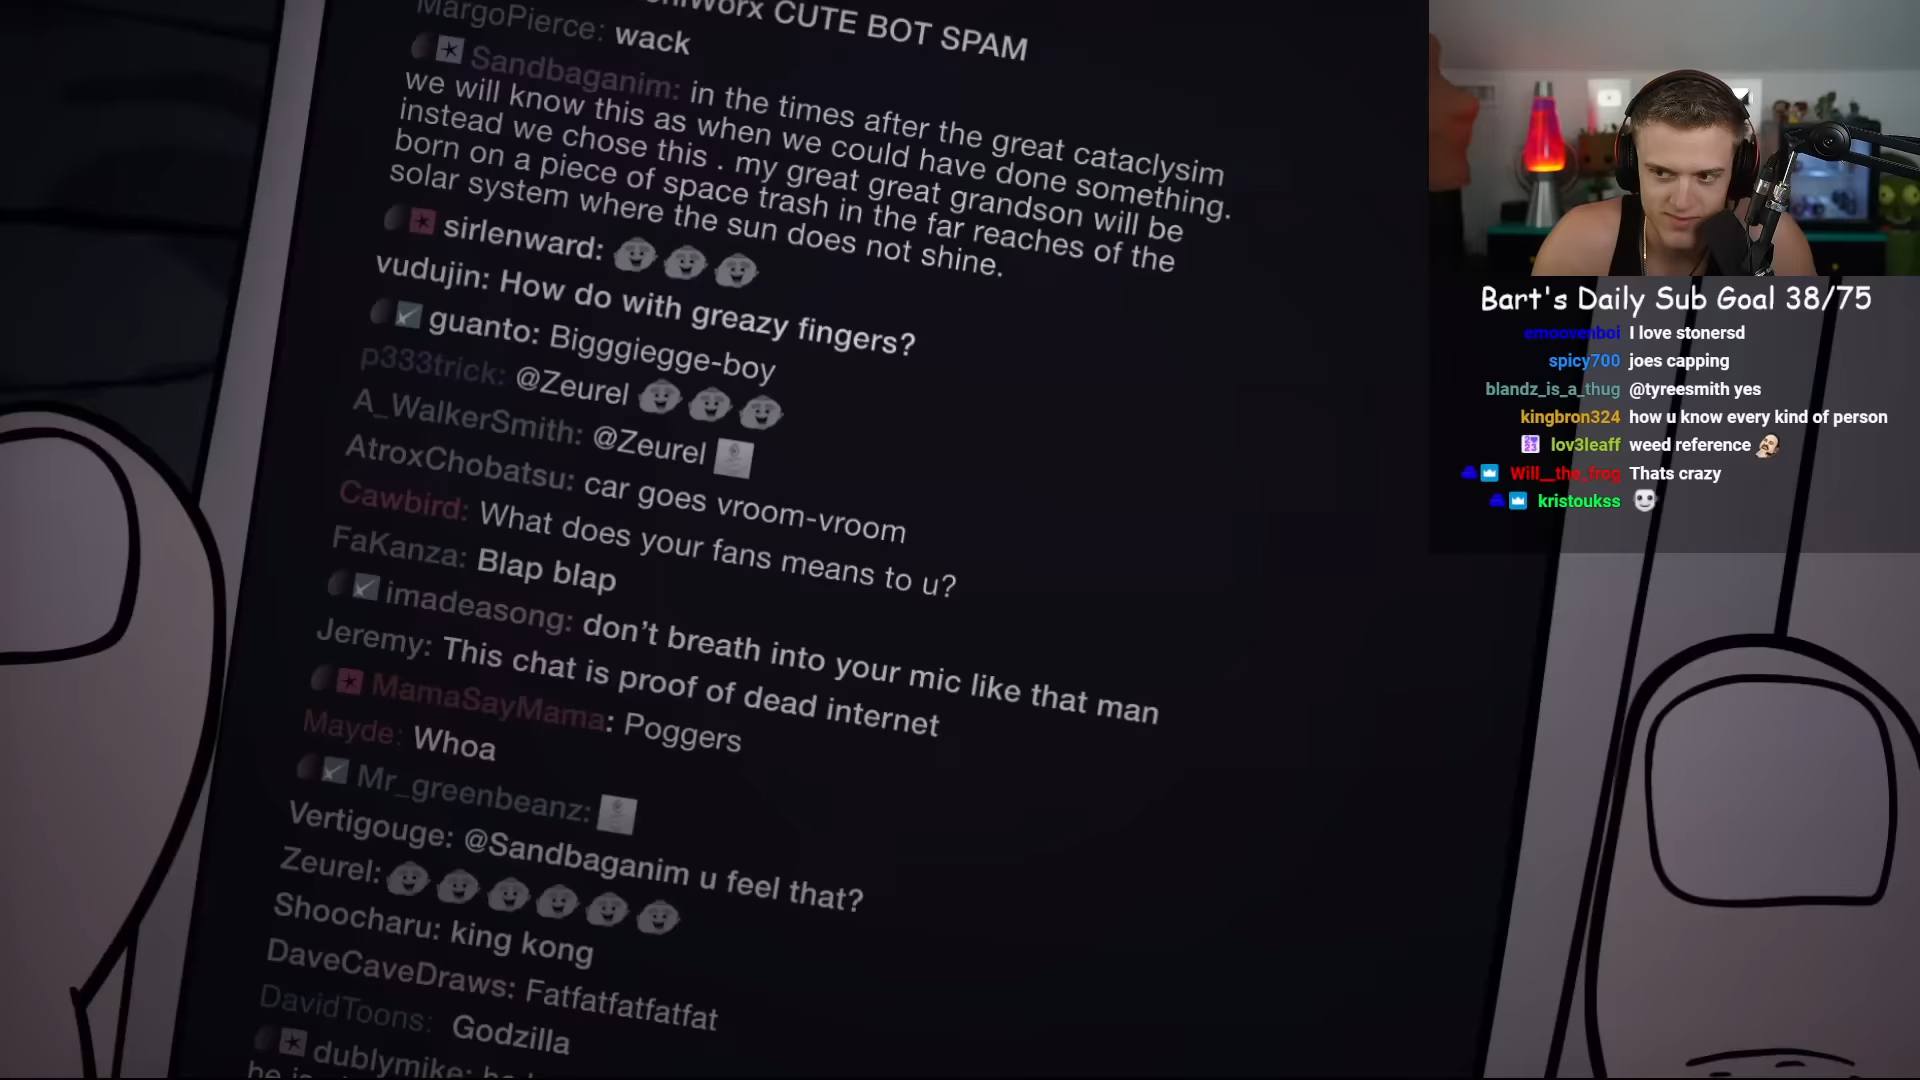 CUTE BOT SPAM
MargoPierce: wack
Sandbaganim: in the times after the great cataclysim
we will know this as when we could have done something.
instead we chose this . my great great grandson will be
born on a piece of space trash in the far reaches of the
solar system where the sun does not shine.
sirlenward:
vudujin: How do with greazy fingers?
guanto: Bigggiegge-boy
p333trick: @Zeurel
A_WalkerSmith: @Zeurel
AtroxChobatsu: car goes vroom-vroom
Cawbird: What does your fans means to u?
FaKanza: Blap blap
imadeasong: don't breath into your mic like that man
Jeremy: This chat is proof of dead internet
MamaSayMama: Poggers
Mayde: Whoa
Mr_greenbeanz:
Vertigouge: @Sandbaganim u feel that?
Zeurel:
Shoocharu: king kong
DaveCaveDraws: Fatfatfatfatfat
DavidToons: Godzilla
dublymike:
Bart's Daily Sub Goal 38/75
emoovenboi I love stonersd
spicy700 joes capping
blandz_is_a_thug @tyreesmith yes
kingbron324 how u know every kind of person
lov3leaff weed reference
Will__the_frog Thats crazy
kristoukss